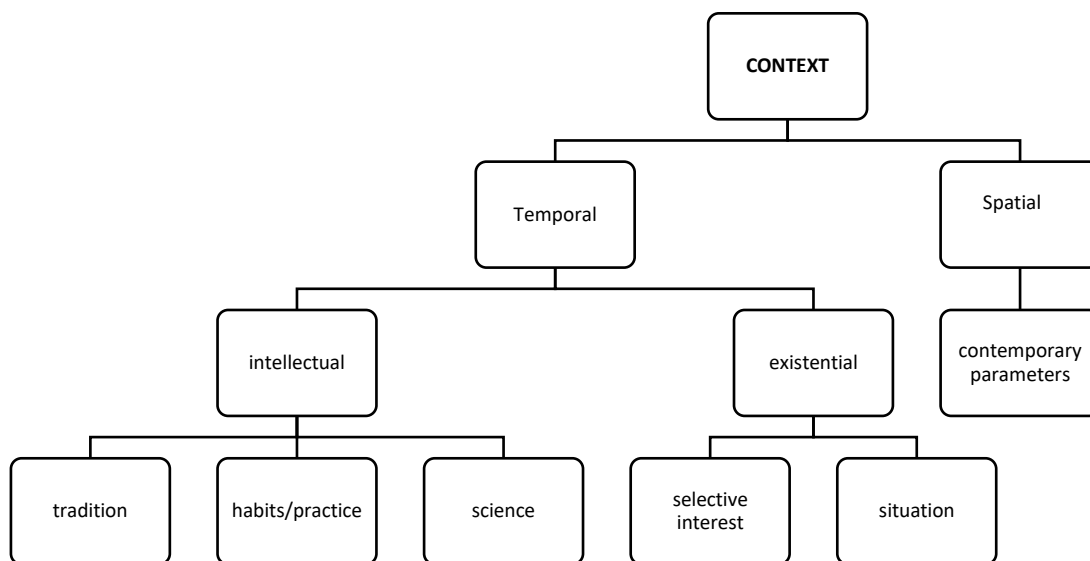 CONTEXT
Temporal
Spatial
intellectual
existential
contemporary
parameters
tradition
habits/practice
science
selective
interest
situation